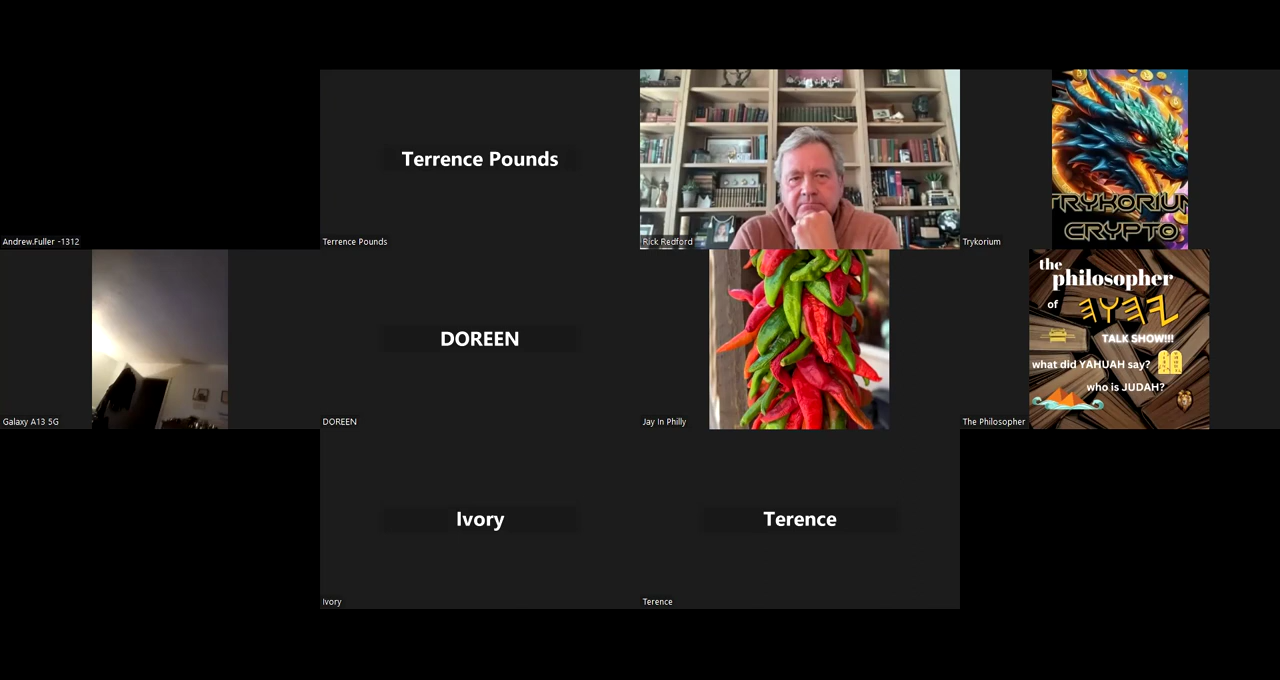 Terrence Pounds
Andrew.Fuller -1312
Terrence Pounds
Rick Redford
TRYKORIUM
CRYPTO
Trykorium
DOREEN
Galaxy A13 5G
DOREEN
Jay In Philly
the
philosopher
of 𐤉𐤄𐤅𐤄
TALK SHOW!!!
what did YAHUAH say?
who is JUDAH?
The Philosopher
Ivory
Terence
Ivory
Terence